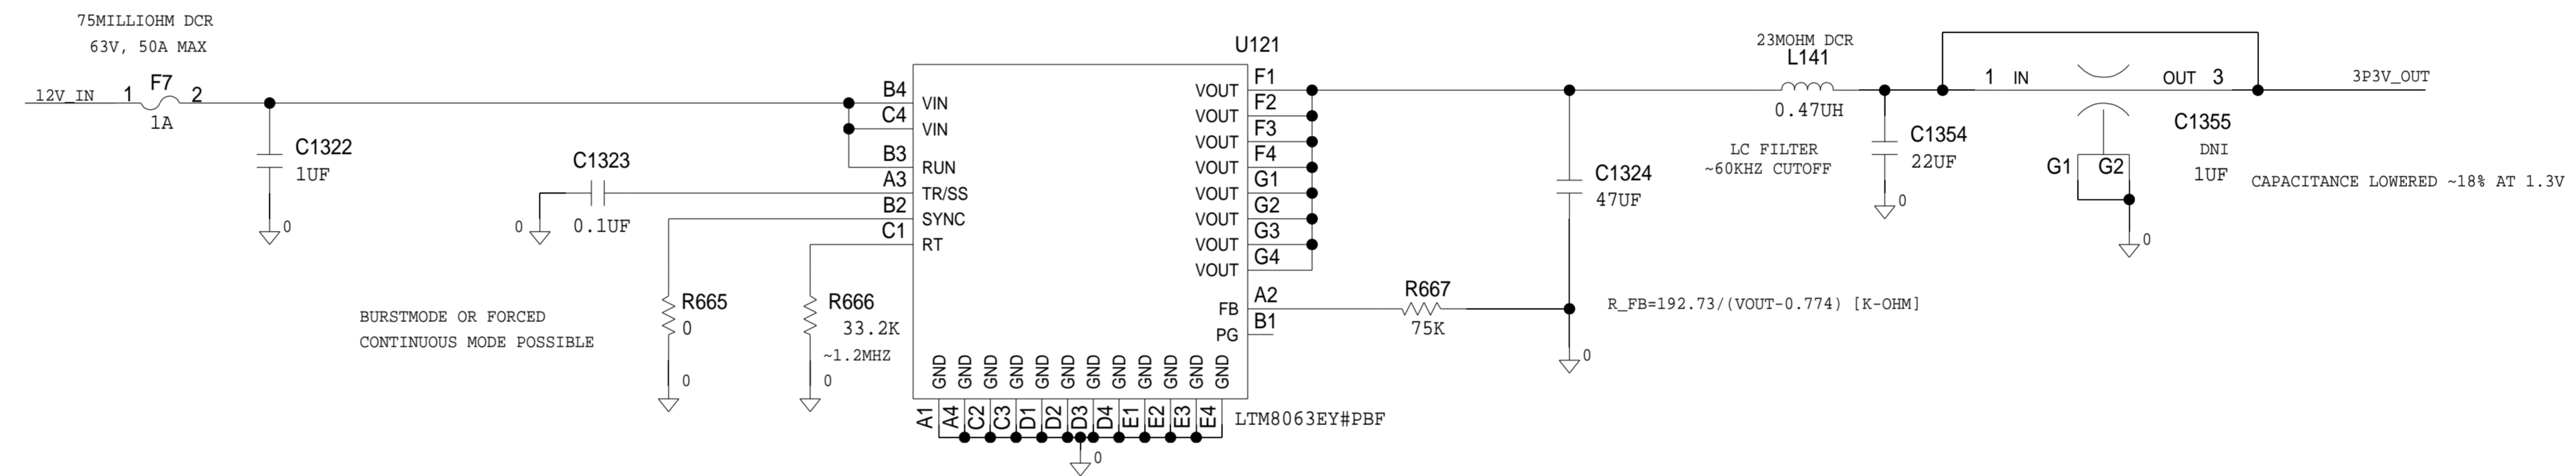 75MILLIOHM DCR
63V, 50A MAX
12V_IN
1
F7
2
1A
C1322
1UF
0
C1323
0.1UF
0
BURSTMODE OR FORCED
CONTINUOUS MODE POSSIBLE
R665
0
0
R666
33.2K
~1.2MHZ
0
U121
B4 VIN
C4 VIN
B3 RUN
A3 TR/SS
B2 SYNC
C1 RT
VOUT F1
VOUT F2
VOUT F3
VOUT F4
VOUT G1
VOUT G2
VOUT G3
VOUT G4
FB A2
PG B1
GND GND GND GND GND GND GND GND GND GND GND GND
A1 A4 C2 C3 D1 D2 D3 D4 E1 E2 E3 E4
LTM8063EY#PBF
0
R667
75K
C1324
47UF
0
R_FB=192.73/(VOUT-0.774) [K-OHM]
23MOHM DCR
L141
0.47UH
LC FILTER
~60KHZ CUTOFF
C1354
22UF
0
1 IN
OUT 3
G1 G2
0
C1355
DNI
1UF
3P3V_OUT
CAPACITANCE LOWERED ~18% AT 1.3V